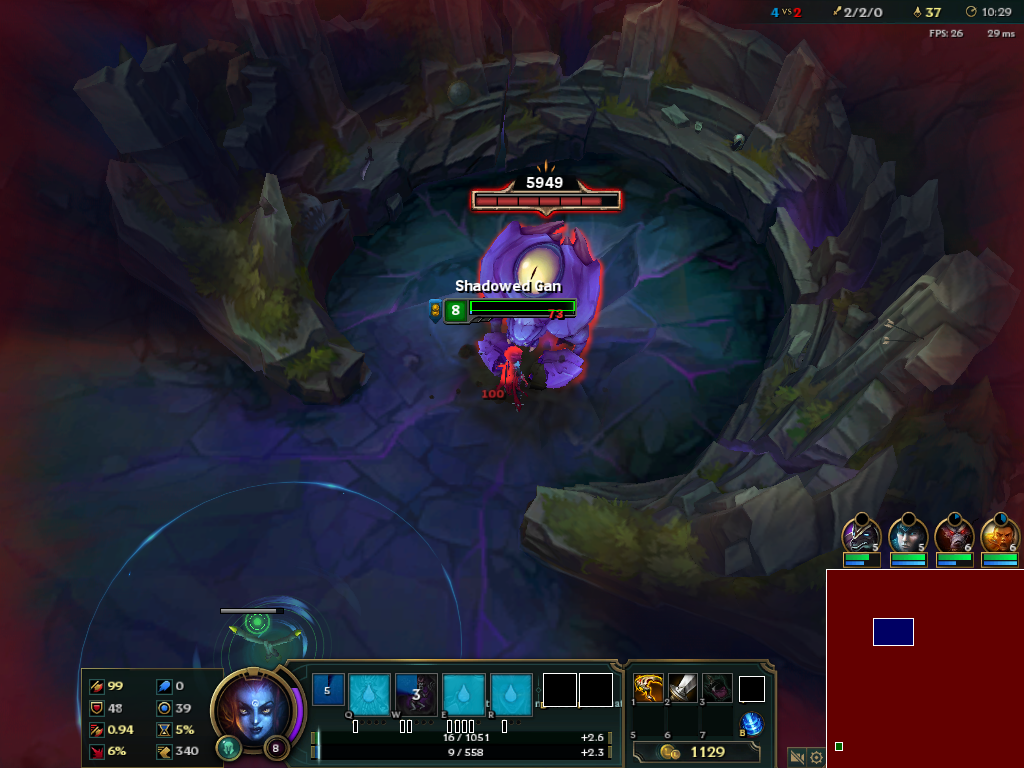 4 vs 2 2/2/0 37 10:29
FPS: 26 29 ms
5949
Shadowed Gan
8
73
100
5 5 6 6
99 0
48 39
0.94 5%
6% 340
8
5 3
Q W E R
16 / 1051 +2.6
9 / 558 +2.3
1 2 3
5 6 7 B
1129